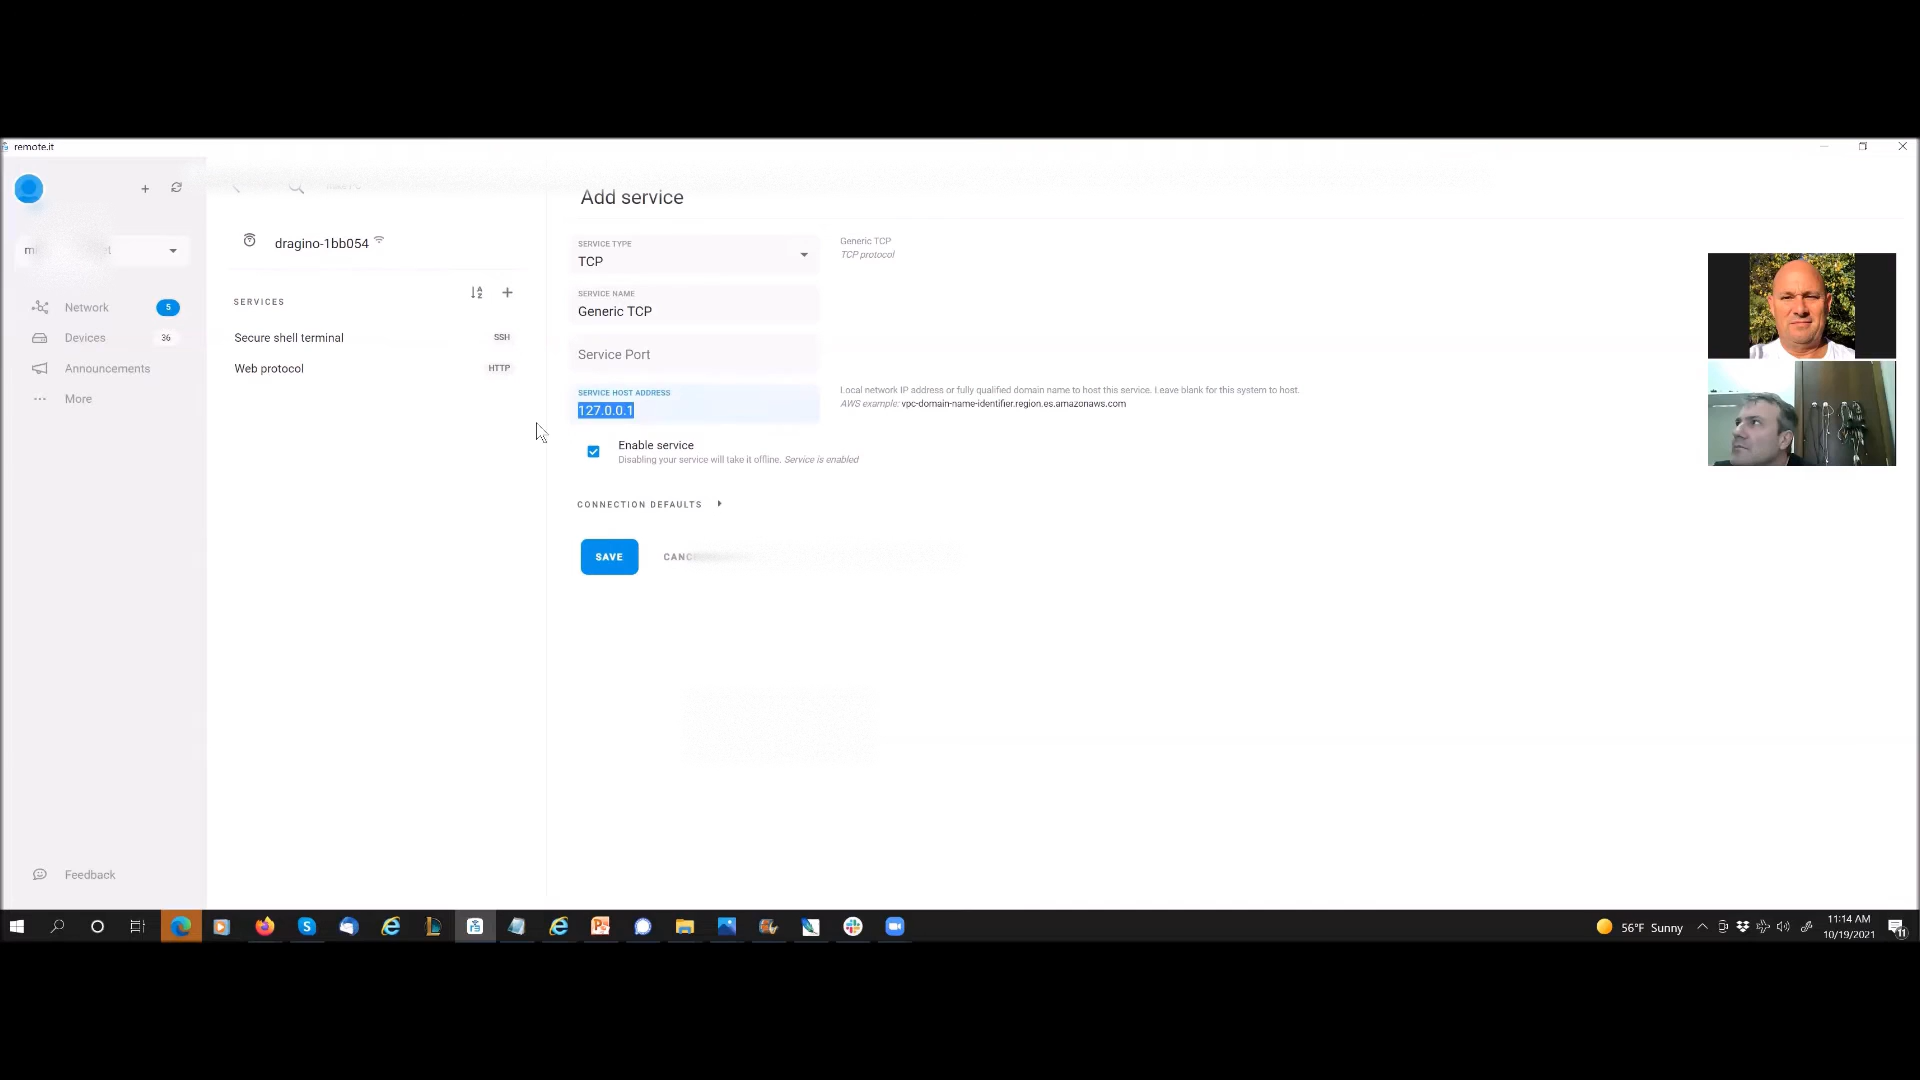 remote.it
Add service
dragino-1bb054
SERVICE TYPE
TCP
Generic TCP
TCP protocol
SERVICES
SERVICE NAME
Generic TCP
Network
5
Devices
36
Announcements
More
Secure shell terminal
SSH
Web protocol
HTTP
Service Port
SERVICE HOST ADDRESS
127.0.0.1
Local network IP address or fully qualified domain name to host this service. Leave blank for this system to host.
AWS example: vpc-domain-name-identifier.region.es.amazonaws.com
Enable service
Disabling your service will take it offline. Service is enabled
CONNECTION DEFAULTS
SAVE
CANC
Feedback
56°F Sunny
11:14 AM
10/19/2021
11